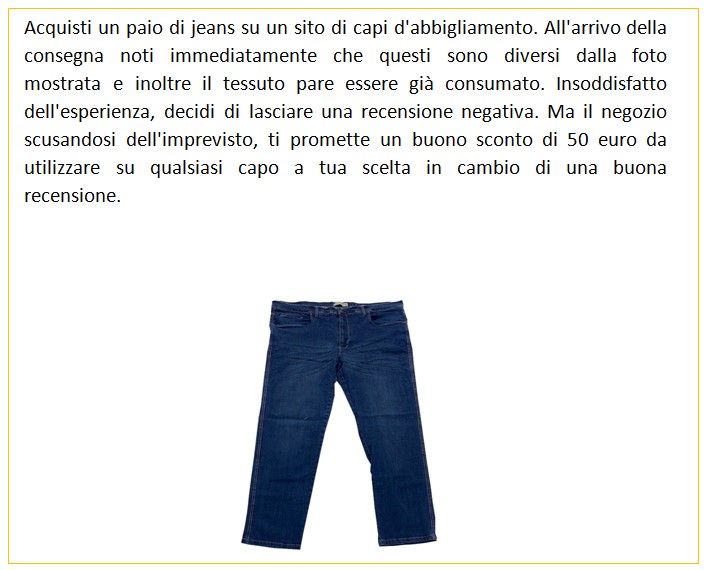 Acquisti un paio di jeans su un sito di capi d'abbigliamento. All'arrivo della
consegna noti immediatamente che questi sono diversi dalla foto
mostrata e inoltre il tessuto pare essere già consumato. Insoddisfatto
dell'esperienza, decidi di lasciare una recensione negativa. Ma il negozio
scusandosi dell'imprevisto, ti promette un buono sconto di 50 euro da
utilizzare su qualsiasi capo a tua scelta in cambio di una buona
recensione.